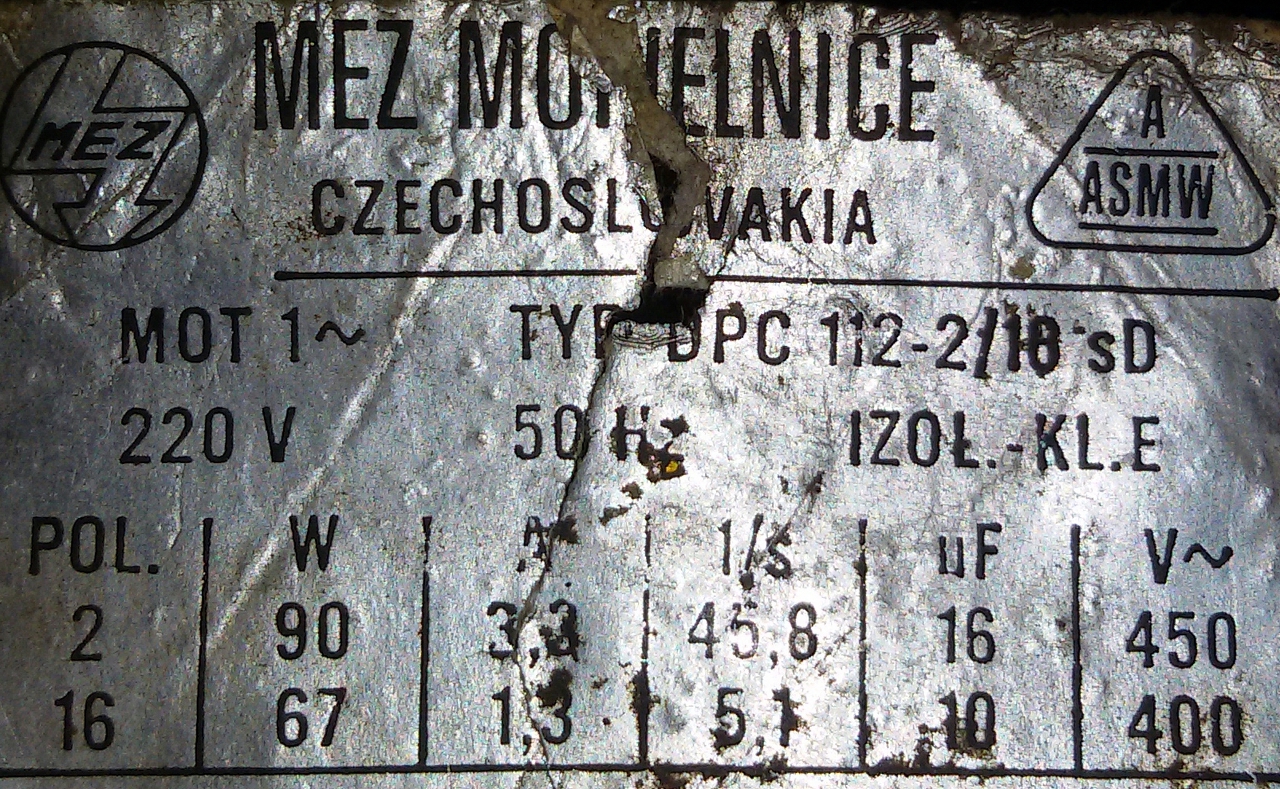 MEZ
MEZ MOHELNICE
A
ASMW
CZECHOSLOVAKIA
MOT 1~ TYP DPC 112-2/16 sD
220 V 50 Hz IZOL.-KL.E
POL. W A 1/s uF V~
2 90 3,3 45,8 16 450
16 67 1,3 5,1 10 400